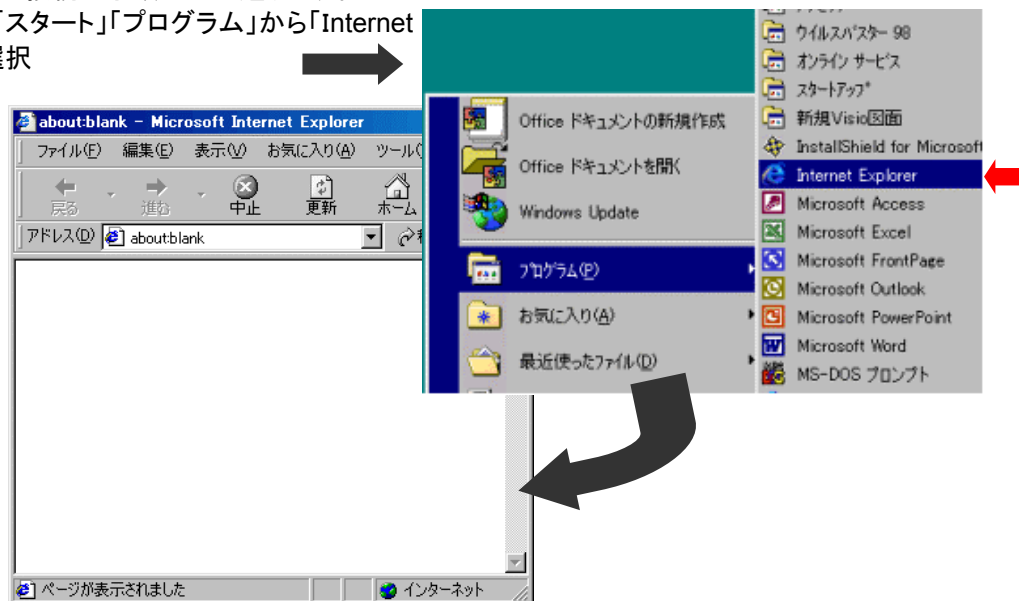 「スタート」「プログラム」から「Internet
選択
ウイルスバスター 98
オンライン サービス
スタートアップ
新規Visio図面
InstallShield for Microsoft
Internet Explorer
Microsoft Access
Microsoft Excel
Microsoft FrontPage
Microsoft Outlook
Microsoft PowerPoint
Microsoft Word
MS-DOS プロンプト
Office ドキュメントの新規作成
Office ドキュメントを開く
Windows Update
プログラム(P)
お気に入り(A)
最近使ったファイル(D)
about:blank - Microsoft Internet Explorer
ファイル(F) 編集(E) 表示(V) お気に入り(A) ツール(
戻る 進む 中止 更新 ホーム
アドレス(D) about:blank
ページが表示されました インターネット